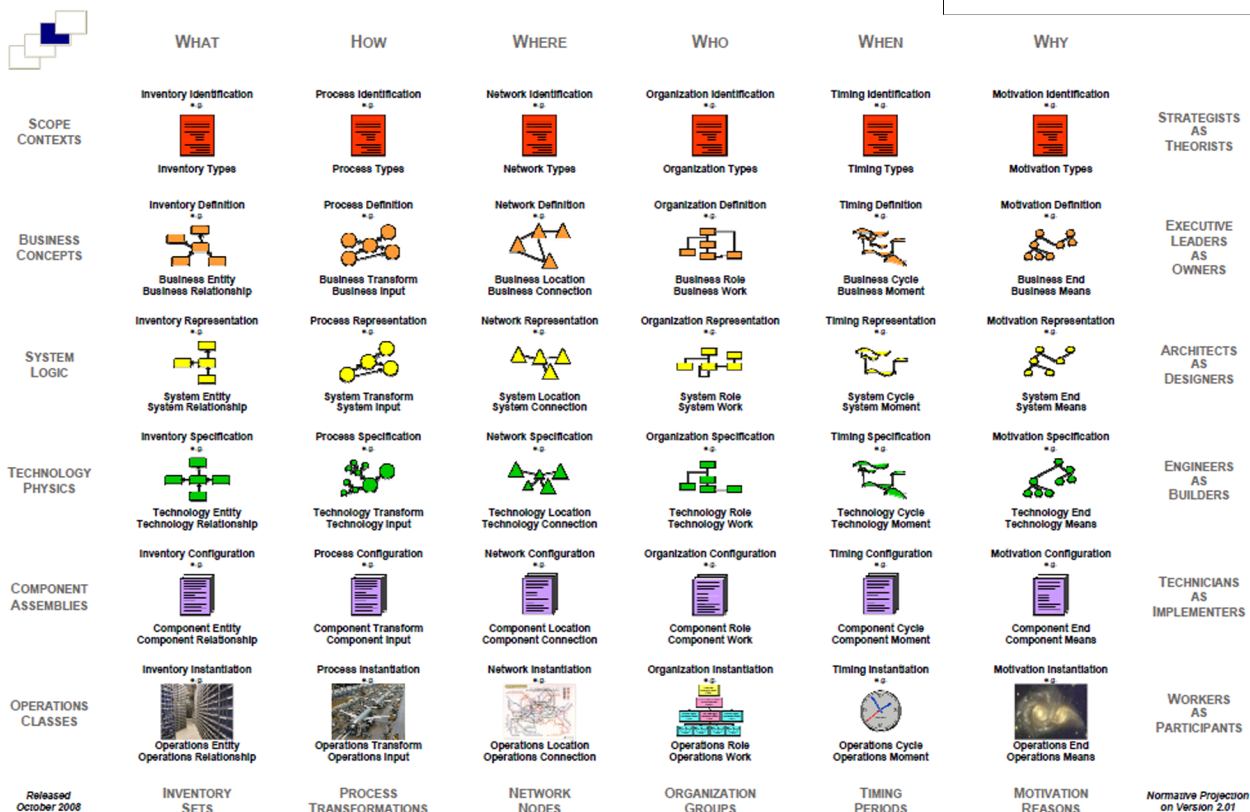 WHAT HOW WHERE WHO WHEN WHY
Inventory Identification Process Identification Network Identification Organization Identification Timing Identification Motivation Identification
e.g. e.g. e.g. e.g. e.g. e.g.
SCOPE
CONTEXTS
STRATEGISTS
AS
THEORISTS
Inventory Types Process Types Network Types Organization Types Timing Types Motivation Types
Inventory Definition Process Definition Network Definition Organization Definition Timing Definition Motivation Definition
e.g. e.g. e.g. e.g. e.g. e.g.
BUSINESS
CONCEPTS
EXECUTIVE
LEADERS
AS
OWNERS
Business Entity Business Transform Business Location Business Role Business Cycle Business End
Business Relationship Business Input Business Connection Business Work Business Moment Business Means
Inventory Representation Process Representation Network Representation Organization Representation Timing Representation Motivation Representation
e.g. e.g. e.g. e.g. e.g. e.g.
SYSTEM
LOGIC
ARCHITECTS
AS
DESIGNERS
System Entity System Transform System Location System Role System Cycle System End
System Relationship System Input System Connection System Work System Moment System Means
Inventory Specification Process Specification Network Specification Organization Specification Timing Specification Motivation Specification
e.g. e.g. e.g. e.g. e.g. e.g.
TECHNOLOGY
PHYSICS
ENGINEERS
AS
BUILDERS
Technology Entity Technology Transform Technology Location Technology Role Technology Cycle Technology End
Technology Relationship Technology Input Technology Connection Technology Work Technology Moment Technology Means
Inventory Configuration Process Configuration Network Configuration Organization Configuration Timing Configuration Motivation Configuration
e.g. e.g. e.g. e.g. e.g. e.g.
COMPONENT
ASSEMBLIES
TECHNICIANS
AS
IMPLEMENTERS
Component Entity Component Transform Component Location Component Role Component Cycle Component End
Component Relationship Component Input Component Connection Component Work Component Moment Component Means
Inventory Instantiation Process Instantiation Network Instantiation Organization Instantiation Timing Instantiation Motivation Instantiation
e.g. e.g. e.g. e.g. e.g. e.g.
OPERATIONS
CLASSES
WORKERS
AS
PARTICIPANTS
Operations Entity Operations Transform Operations Location Operations Role Operations Cycle Operations End
Operations Relationship Operations Input Operations Connection Operations Work Operations Moment Operations Means
Released
October 2008
INVENTORY PROCESS NETWORK ORGANIZATION TIMING MOTIVATION
SETS TRANSFORMATIONS NODES GROUPS PERIODS REASONS
Normative Projection
on Version 2.01